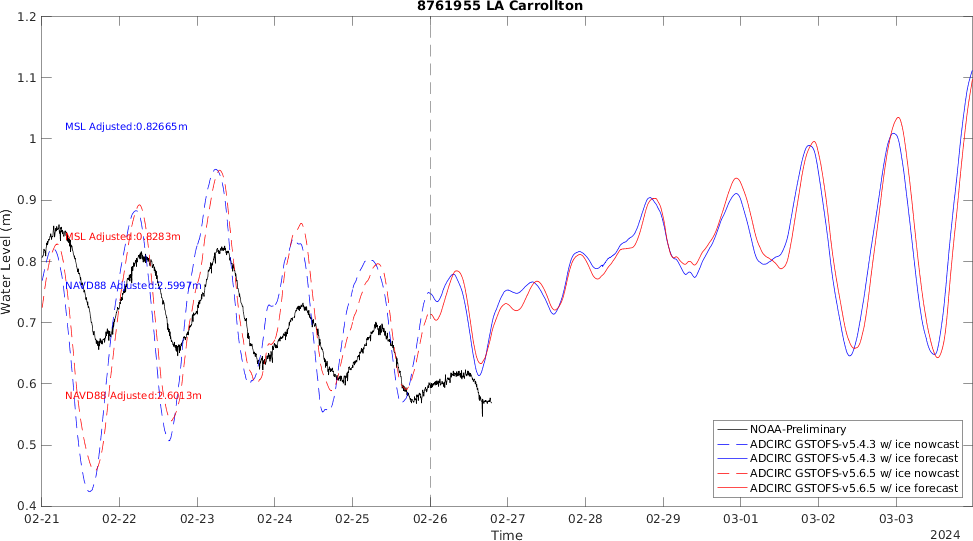 8761955 LA Carrollton
1.2
1.1
1
0.9
0.8
0.7
0.6
0.5
0.4
Water Level (m)
MSL Adjusted:0.82665m
MSL Adjusted:0.8283m
NAVD88 Adjusted:2.5997m
NAVD88 Adjusted:2.6013m
NOAA-Preliminary
ADCIRC GSTOFS-v5.4.3 w/ ice nowcast
ADCIRC GSTOFS-v5.4.3 w/ ice forecast
ADCIRC GSTOFS-v5.6.5 w/ ice nowcast
ADCIRC GSTOFS-v5.6.5 w/ ice forecast
02-21 02-22 02-23 02-24 02-25 02-26 02-27 02-28 02-29 03-01 03-02 03-03
Time
2024